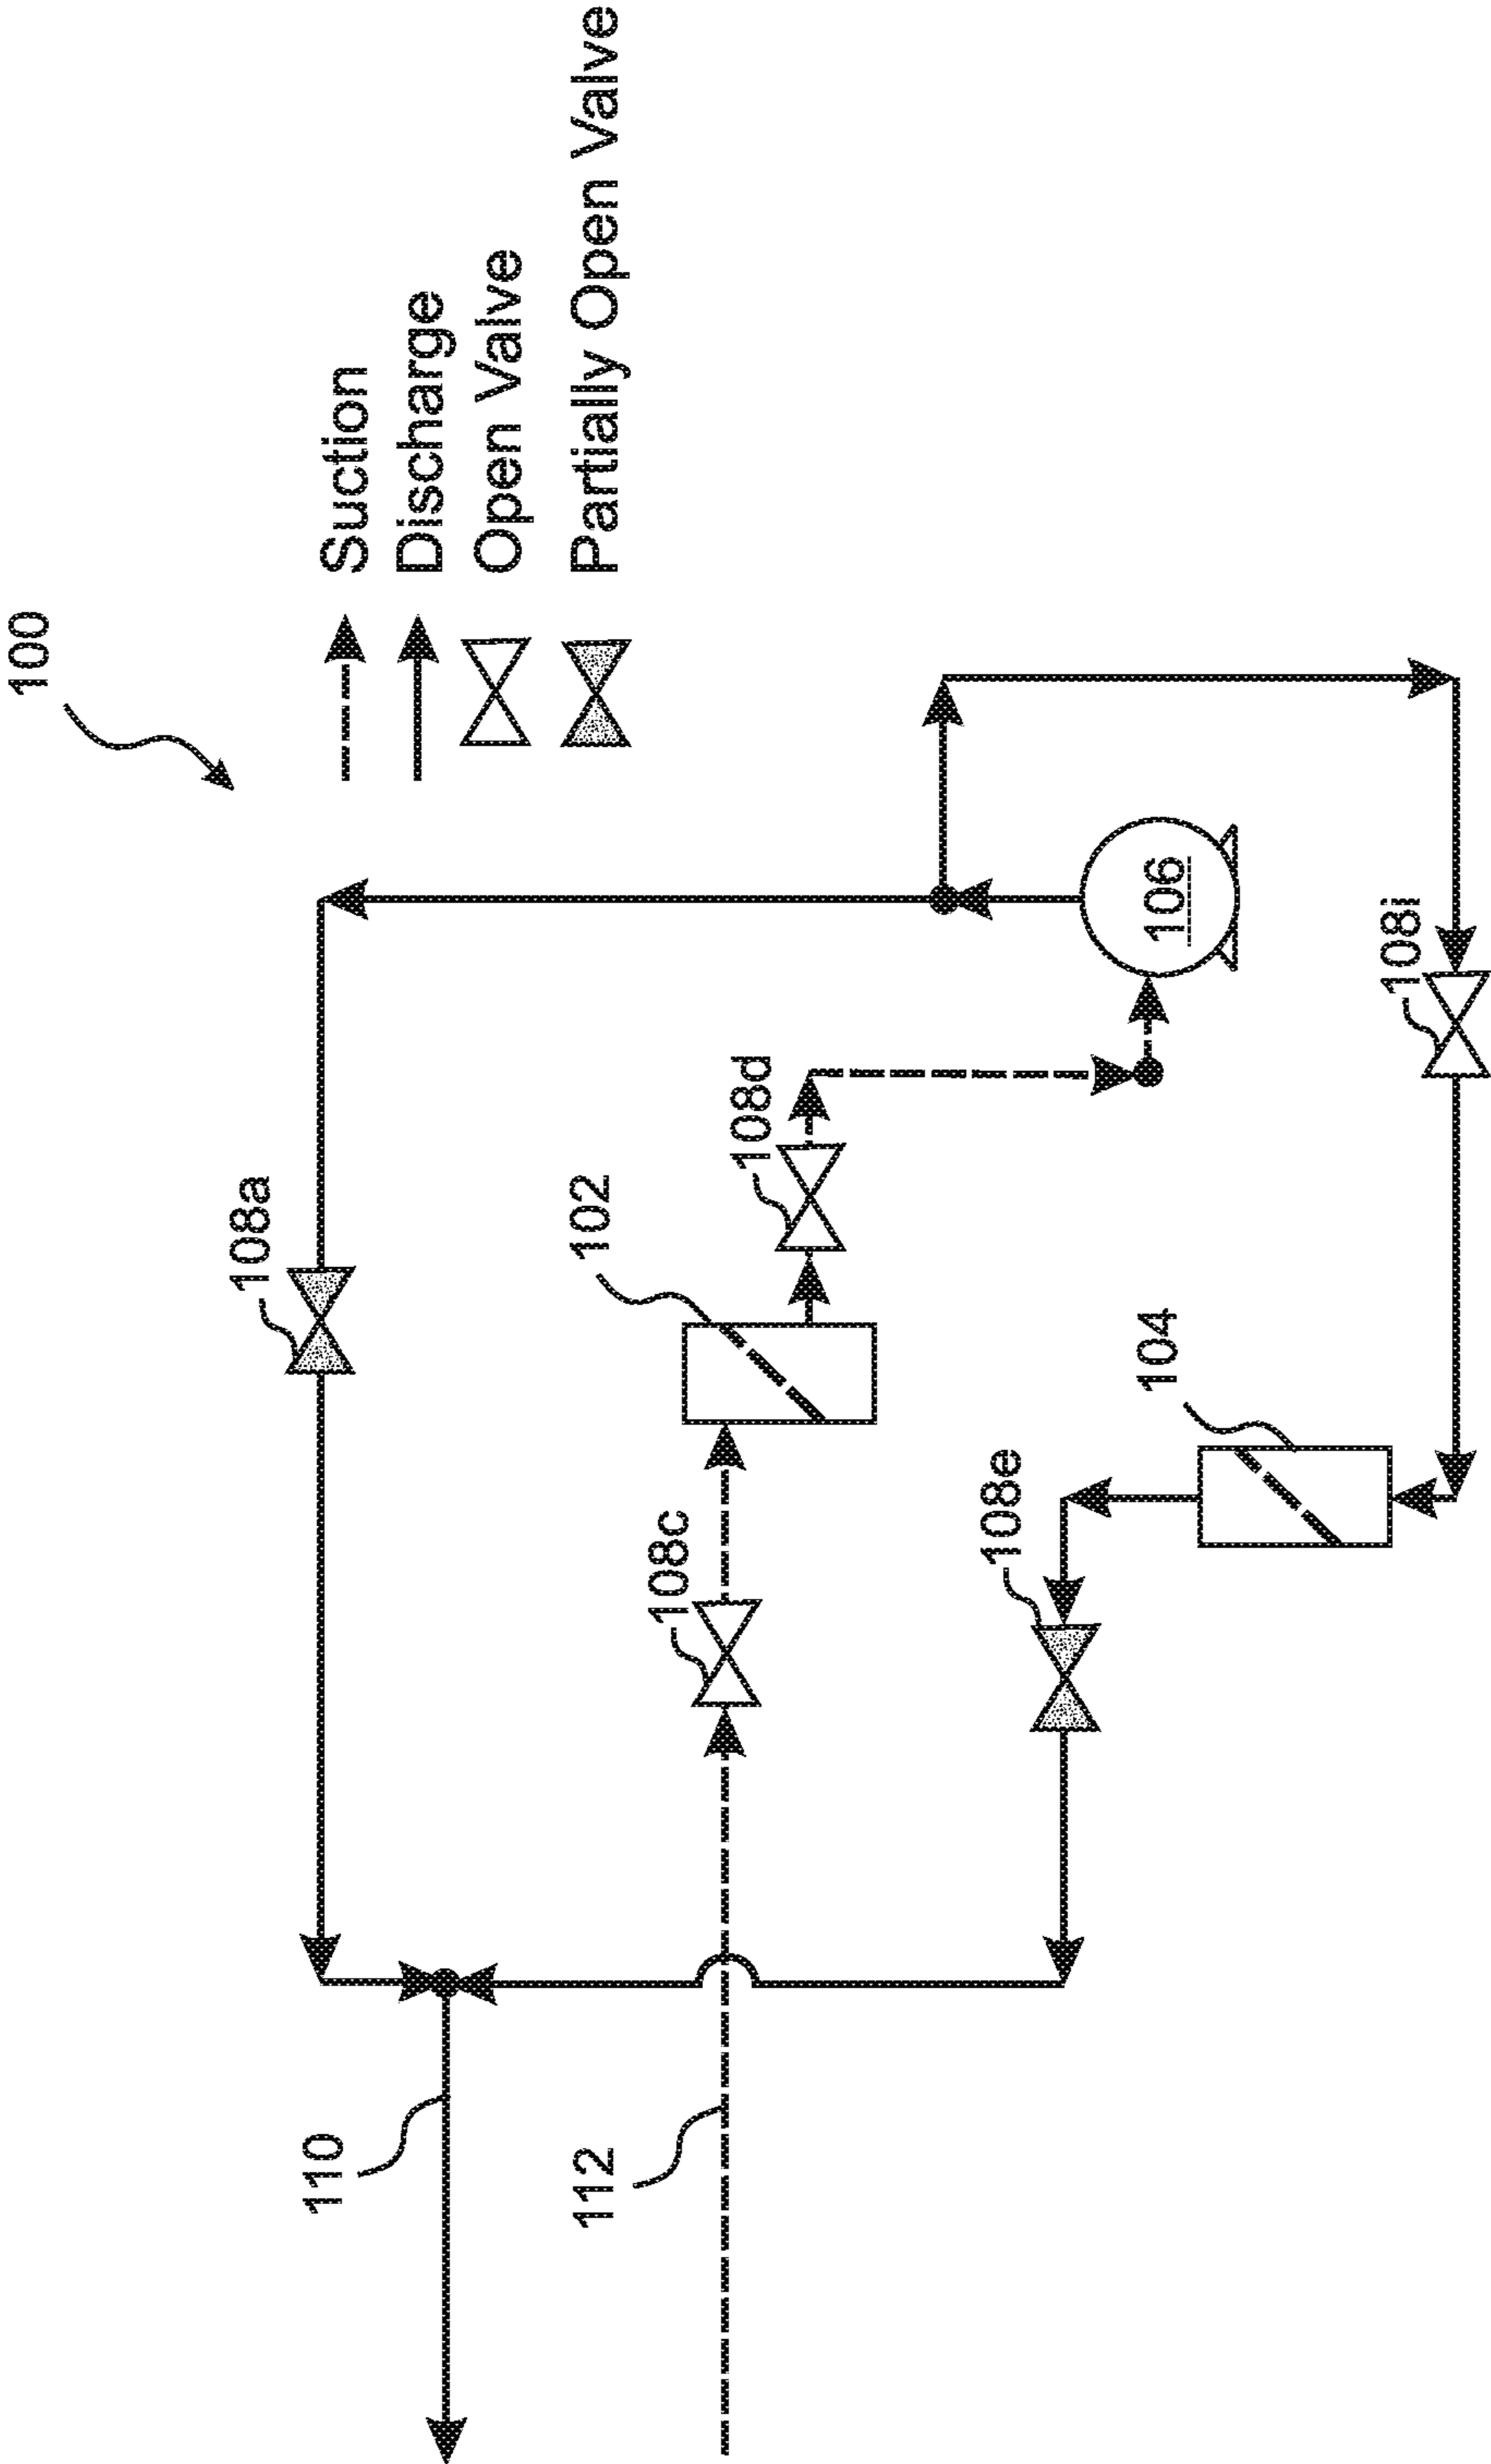 100
Suction
Discharge
Open Valve
Partially Open Valve
108a
110
112
108c
102
108d
106
108e
104
108i